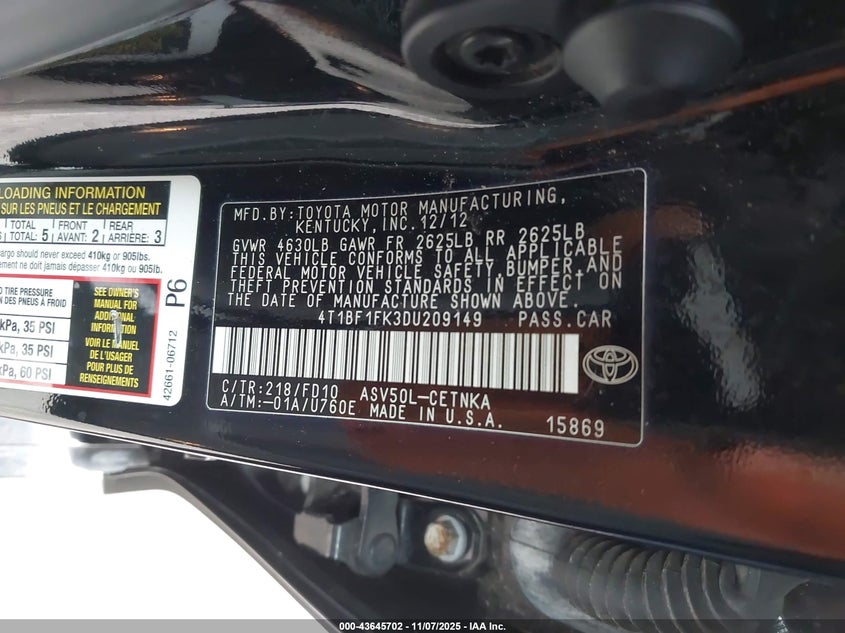 LOADING INFORMATION
SUR LES PNEUS ET LE CHARGEMENT
TOTAL 5 FRONT 2 REAR 3
TOTAL: AVANT: ARRIÈRE:
cargo should never exceed 410kg or 905lbs.
ne doit jamais dépasser 410kg ou 905lb.
TIRE PRESSURE
DES PNEUS À FROID
kPa, 35 PSI
kPa, 35 PSI
kPa, 60 PSI
SEE OWNER'S
MANUAL FOR
ADDITIONAL
INFORMATION
VOIR LE MANUEL
DE L'USAGER
POUR PLUS DE
RENSEIGNEMENTS
P6
42661-06712
MFD.BY:TOYOTA MOTOR MANUFACTURING,
KENTUCKY, INC.12/12
GVWR 4630LB GAWR FR 2625LB RR 2625LB
THIS VEHICLE CONFORMS TO ALL APPLICABLE
FEDERAL MOTOR VEHICLE SAFETY,BUMPER,AND
THEFT PREVENTION STANDARDS IN EFFECT ON
THE DATE OF MANUFACTURE SHOWN ABOVE.
4T1BF1FK3DU209149 PASS.CAR
C/TR:218/FD10 ASV50L-CETNKA
A/TM:-01A/U760E MADE IN U.S.A.
15869
000-43645702 - 11/07/2025 - IAA Inc.